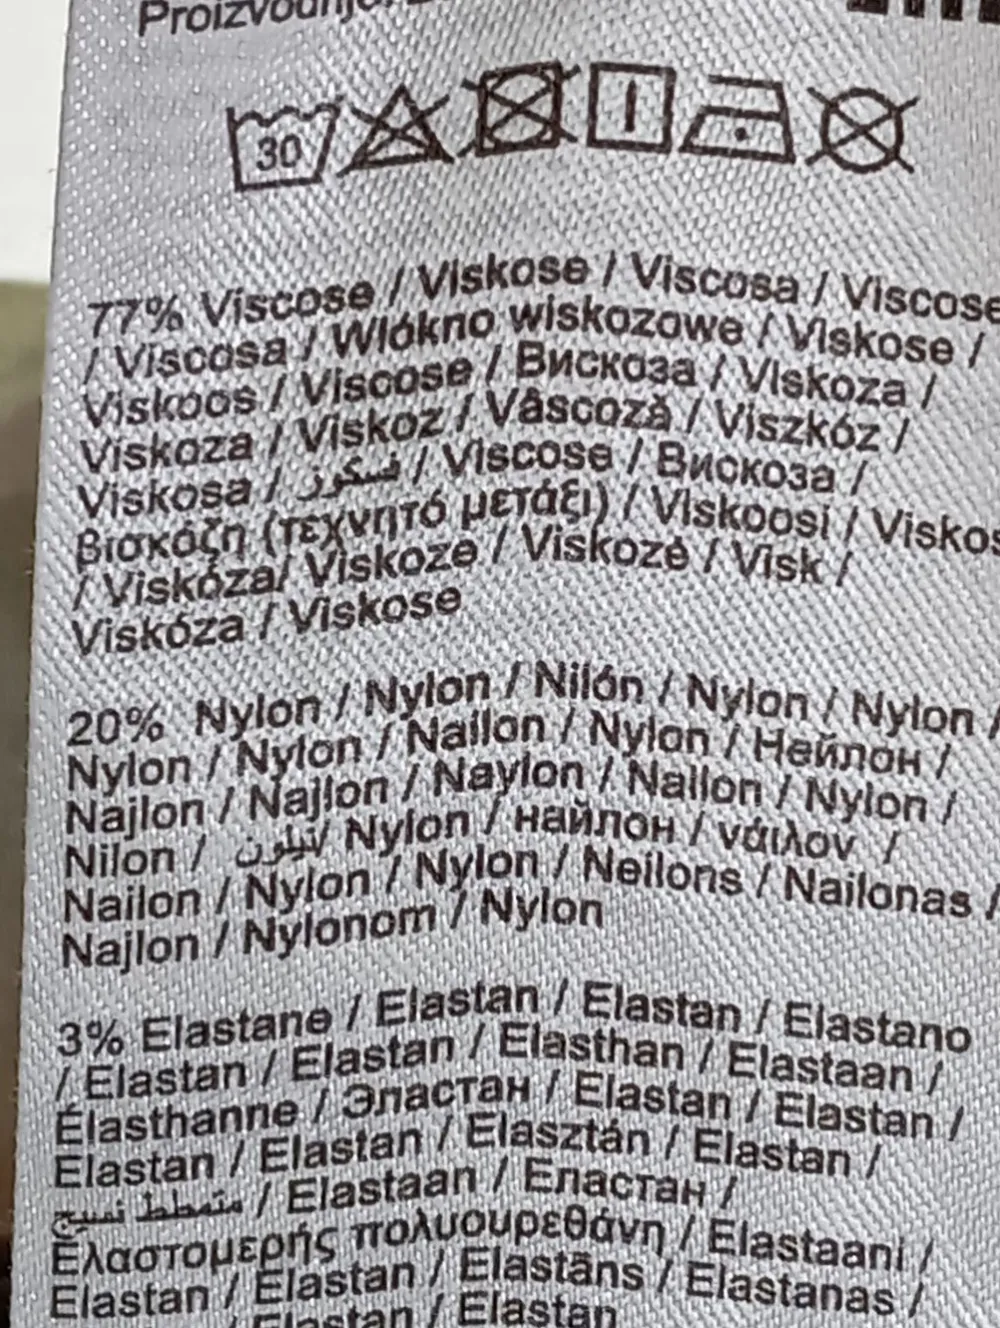 30
77% Viscose / Viskose / Viscosa / Viscose
/ Viscosa / Włókno wiskozowe / Viskose /
Viskoos / Viscose / Вискоза / Viskoza /
Viskoza / Viskoz / Vâscoză / Viszkóz /
Viskosa / فسكوز / Viscose / Вискоза /
βισκόζη (τεχνητό μετάξι) / Viskoosi / Viskos
/ Viskóza/ Viskoze / Viskozė / Visk /
Viskóza / Viskose
20% Nylon / Nylon / Nilón / Nylon / Nylon /
Nylon / Nylon / Nailon / Nylon / Нейлон /
Najlon / Najlon / Naylon / Nailon / Nylon /
Nilon / نيلون / Nylon / найлон / νάιλον /
Nailon / Nylon / Nylon / Neilons / Nailonas /
Najlon / Nylonom / Nylon
3% Elastane / Elastan / Elastan / Elastano
/ Elastan / Elastan / Elasthan / Elastaan /
Élasthanne / Эластан / Elastan / Elastan /
Elastan / Elastan / Elasztán / Elastan /
متمطط نسيج / Elastaan / Еластан /
Ελαστομερής πολυουρεθάνη / Elastaani /
Elastan / Elastan / Elastāns / Elastanas /
/ Elastan / Elastan